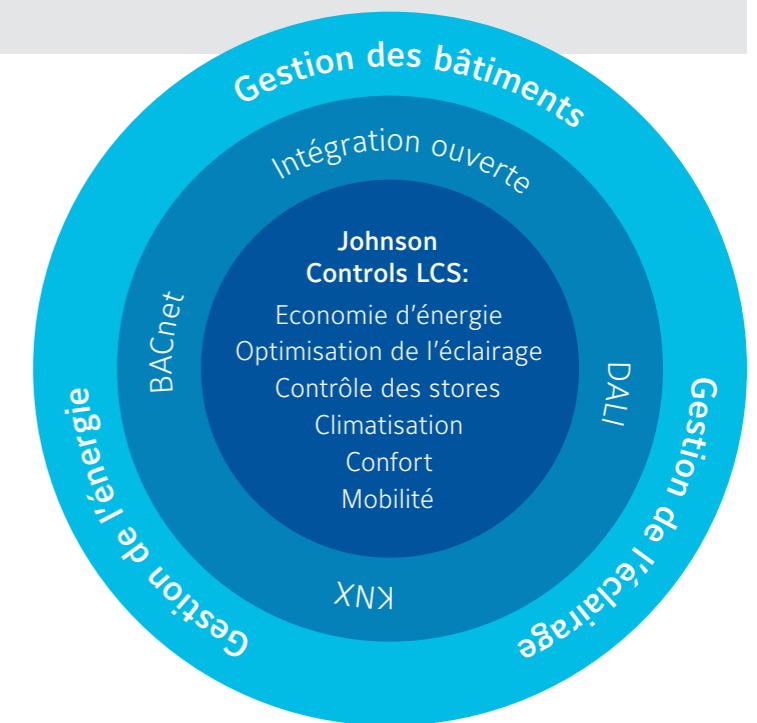 Gestion des bâtiments
Intégration ouverte
Johnson
Controls LCS:
Economie d'énergie
Optimisation de l'éclairage
Contrôle des stores
Climatisation
Confort
Mobilité
BACnet
DALI
KNX
Gestion de l'énergie
Gestion de l'éclairage